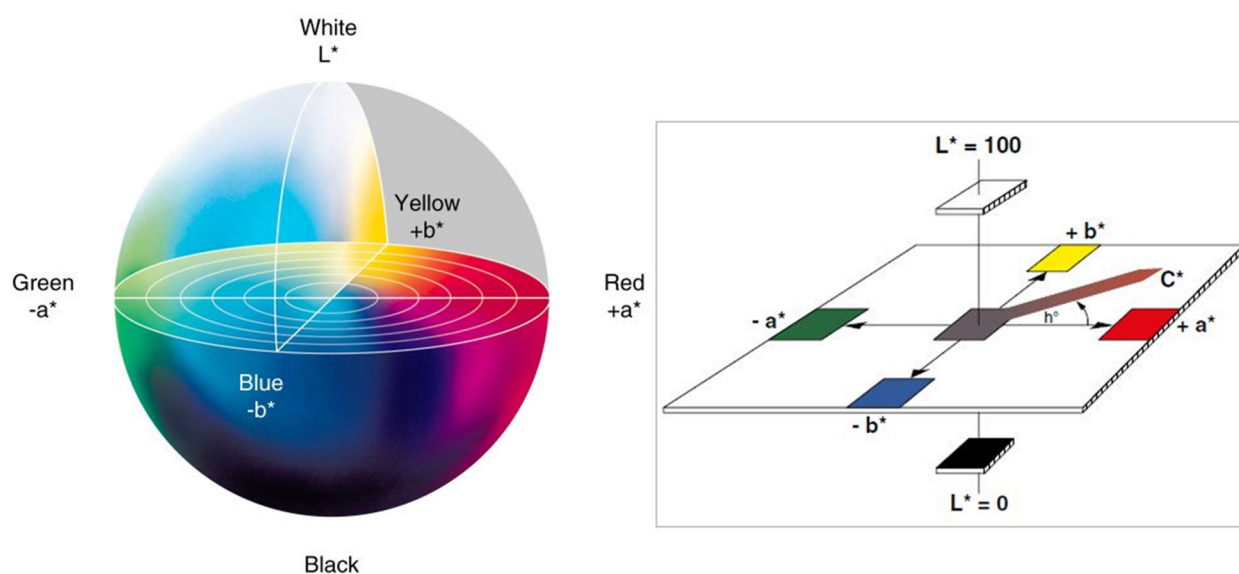 White
L*
Yellow
+b*
Green
-a*
Red
+a*
Blue
-b*
Black
L* = 100
+ b*
C*
h°
- a*
+ a*
- b*
L* = 0